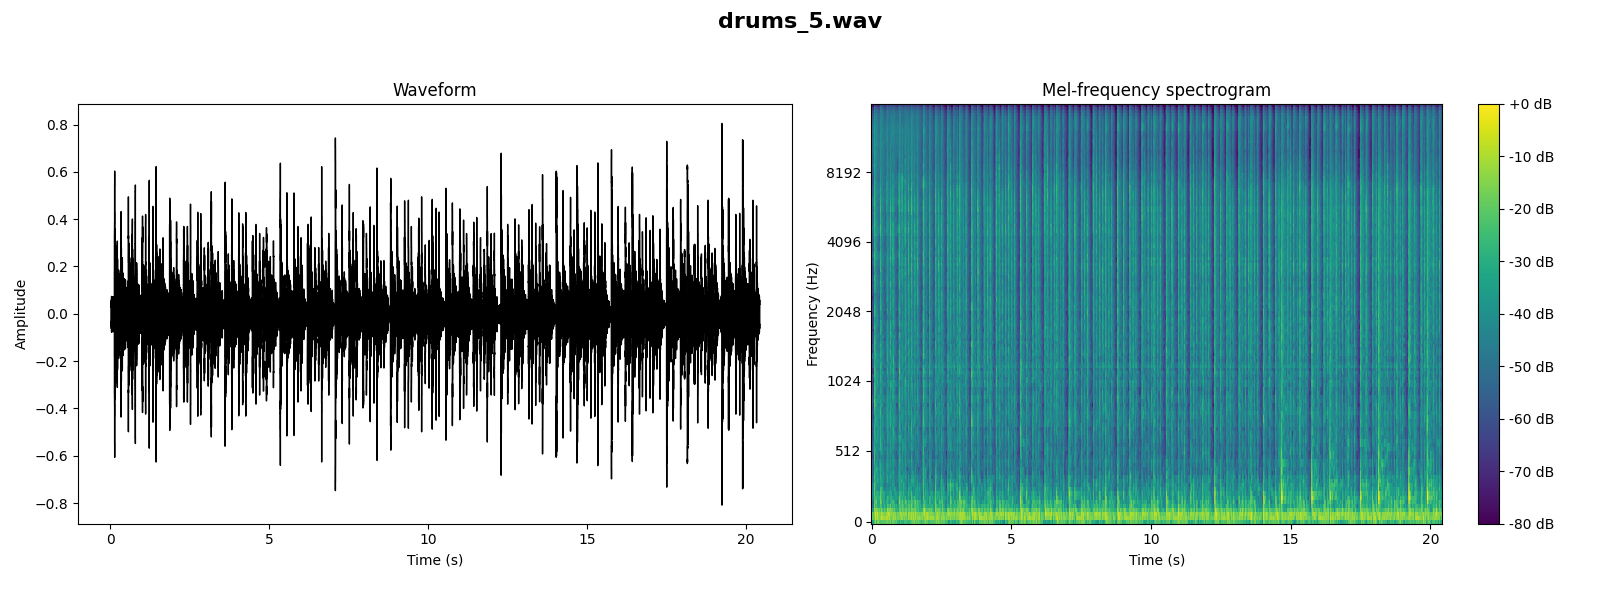 drums_5.wav
Waveform
Amplitude
0.8
0.6
0.4
0.2
0.0
−0.2
−0.4
−0.6
−0.8
0 5 10 15 20
Time (s)
Mel-frequency spectrogram
Frequency (Hz)
8192
4096
2048
1024
512
0
0 5 10 15 20
Time (s)
+0 dB
-10 dB
-20 dB
-30 dB
-40 dB
-50 dB
-60 dB
-70 dB
-80 dB